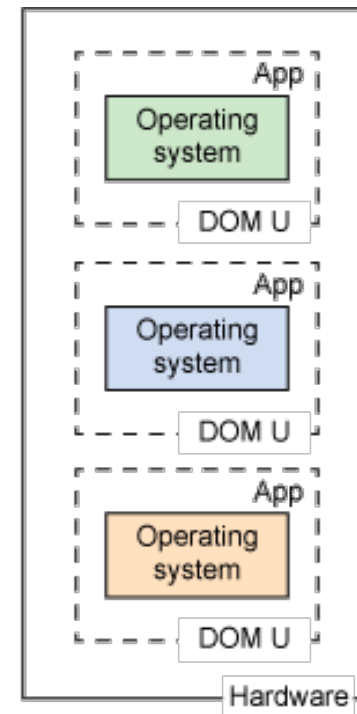 App
Operating
system
DOM U
App
Operating
system
DOM U
App
Operating
system
DOM U
Hardware